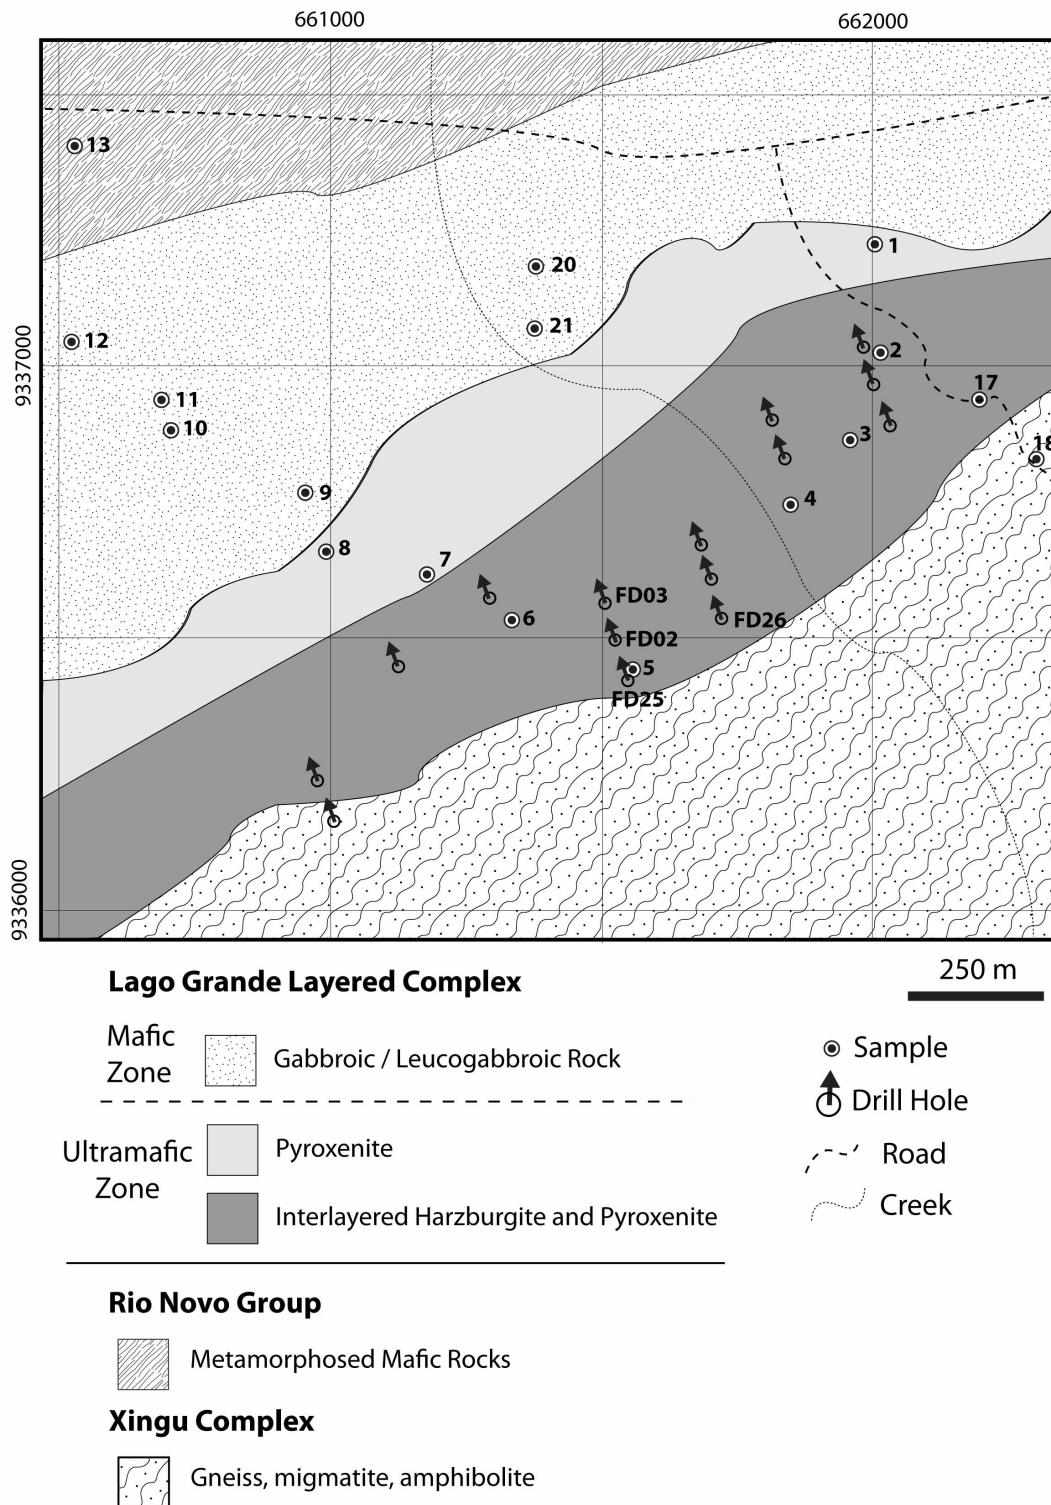 661000
662000
13
1
20
21
12
9337000
2
11
17
10
3
18
9
4
8
7
FD03
6
FD26
FD02
5
FD25
9336000
250 m
Lago Grande Layered Complex
Mafic
Zone
Gabbroic / Leucogabbroic Rock
Sample
Drill Hole
Ultramafic
Zone
Pyroxenite
Road
Creek
Interlayered Harzburgite and Pyroxenite
Rio Novo Group
Metamorphosed Mafic Rocks
Xingu Complex
Gneiss, migmatite, amphibolite